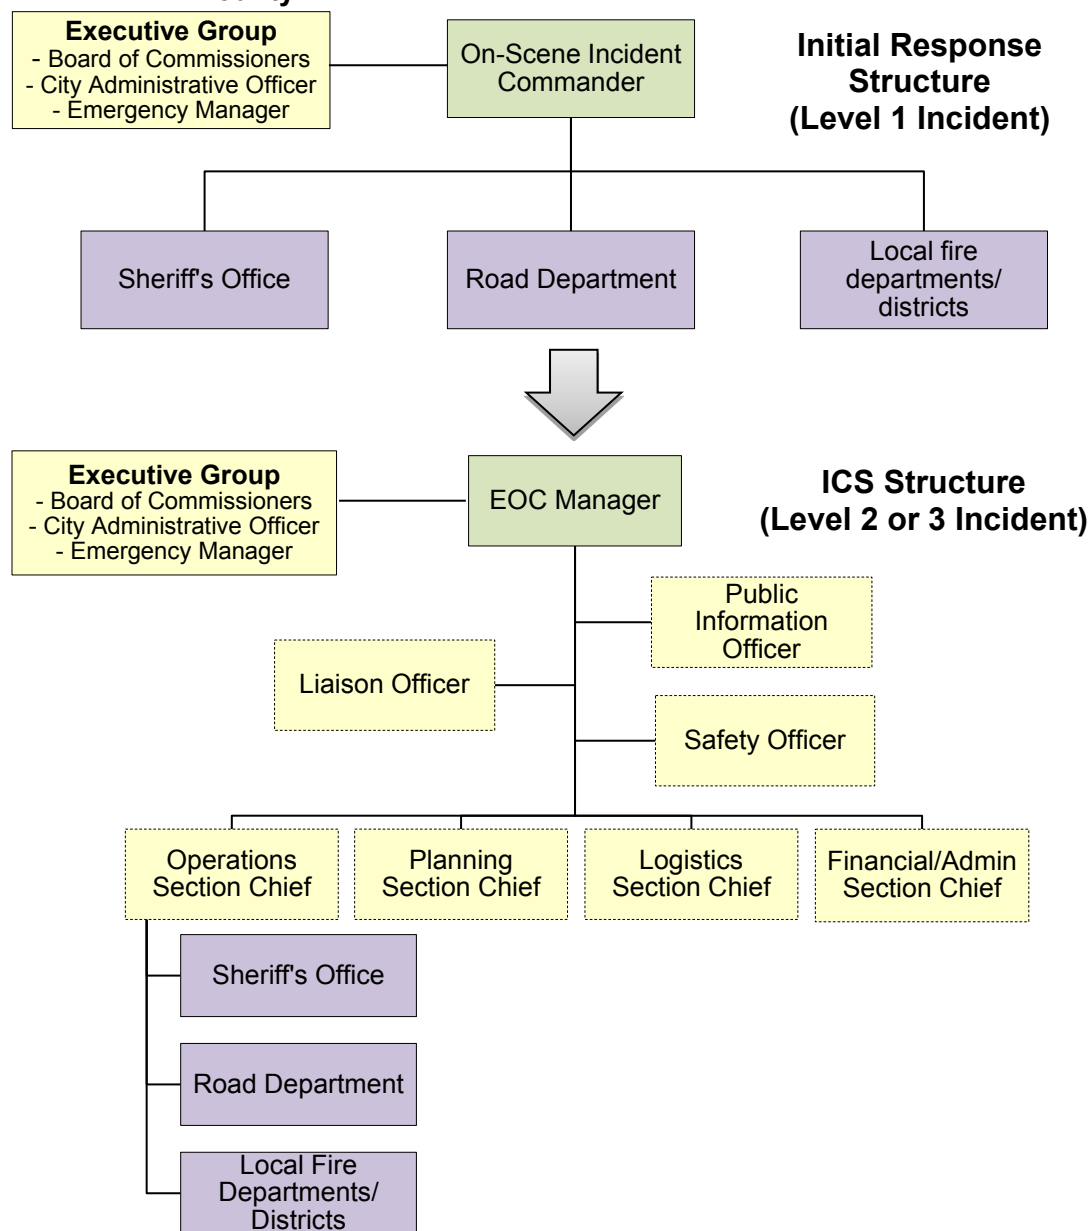 Executive Group
- Board of Commissioners
- City Administrative Officer
- Emergency Manager
On-Scene Incident
Commander
Initial Response
Structure
(Level 1 Incident)
Sheriff's Office
Road Department
Local fire
departments/
districts
Executive Group
- Board of Commissioners
- City Administrative Officer
- Emergency Manager
EOC Manager
ICS Structure
(Level 2 or 3 Incident)
Public
Information
Officer
Liaison Officer
Safety Officer
Operations
Section Chief
Planning
Section Chief
Logistics
Section Chief
Financial/Admin
Section Chief
Sheriff's Office
Road Department
Local Fire
Departments/
Districts